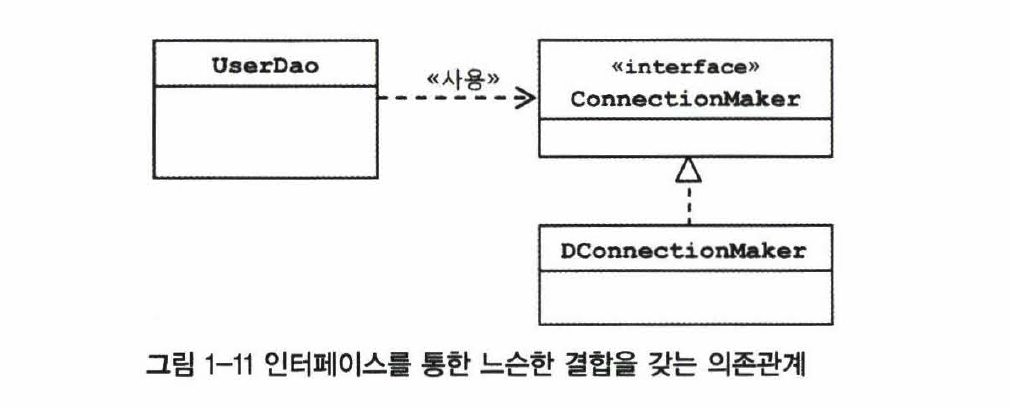 UserDao
«사용»
«interface»
ConnectionMaker
DConnectionMaker
그림 1-11 인터페이스를 통한 느슨한 결합을 갖는 의존관계